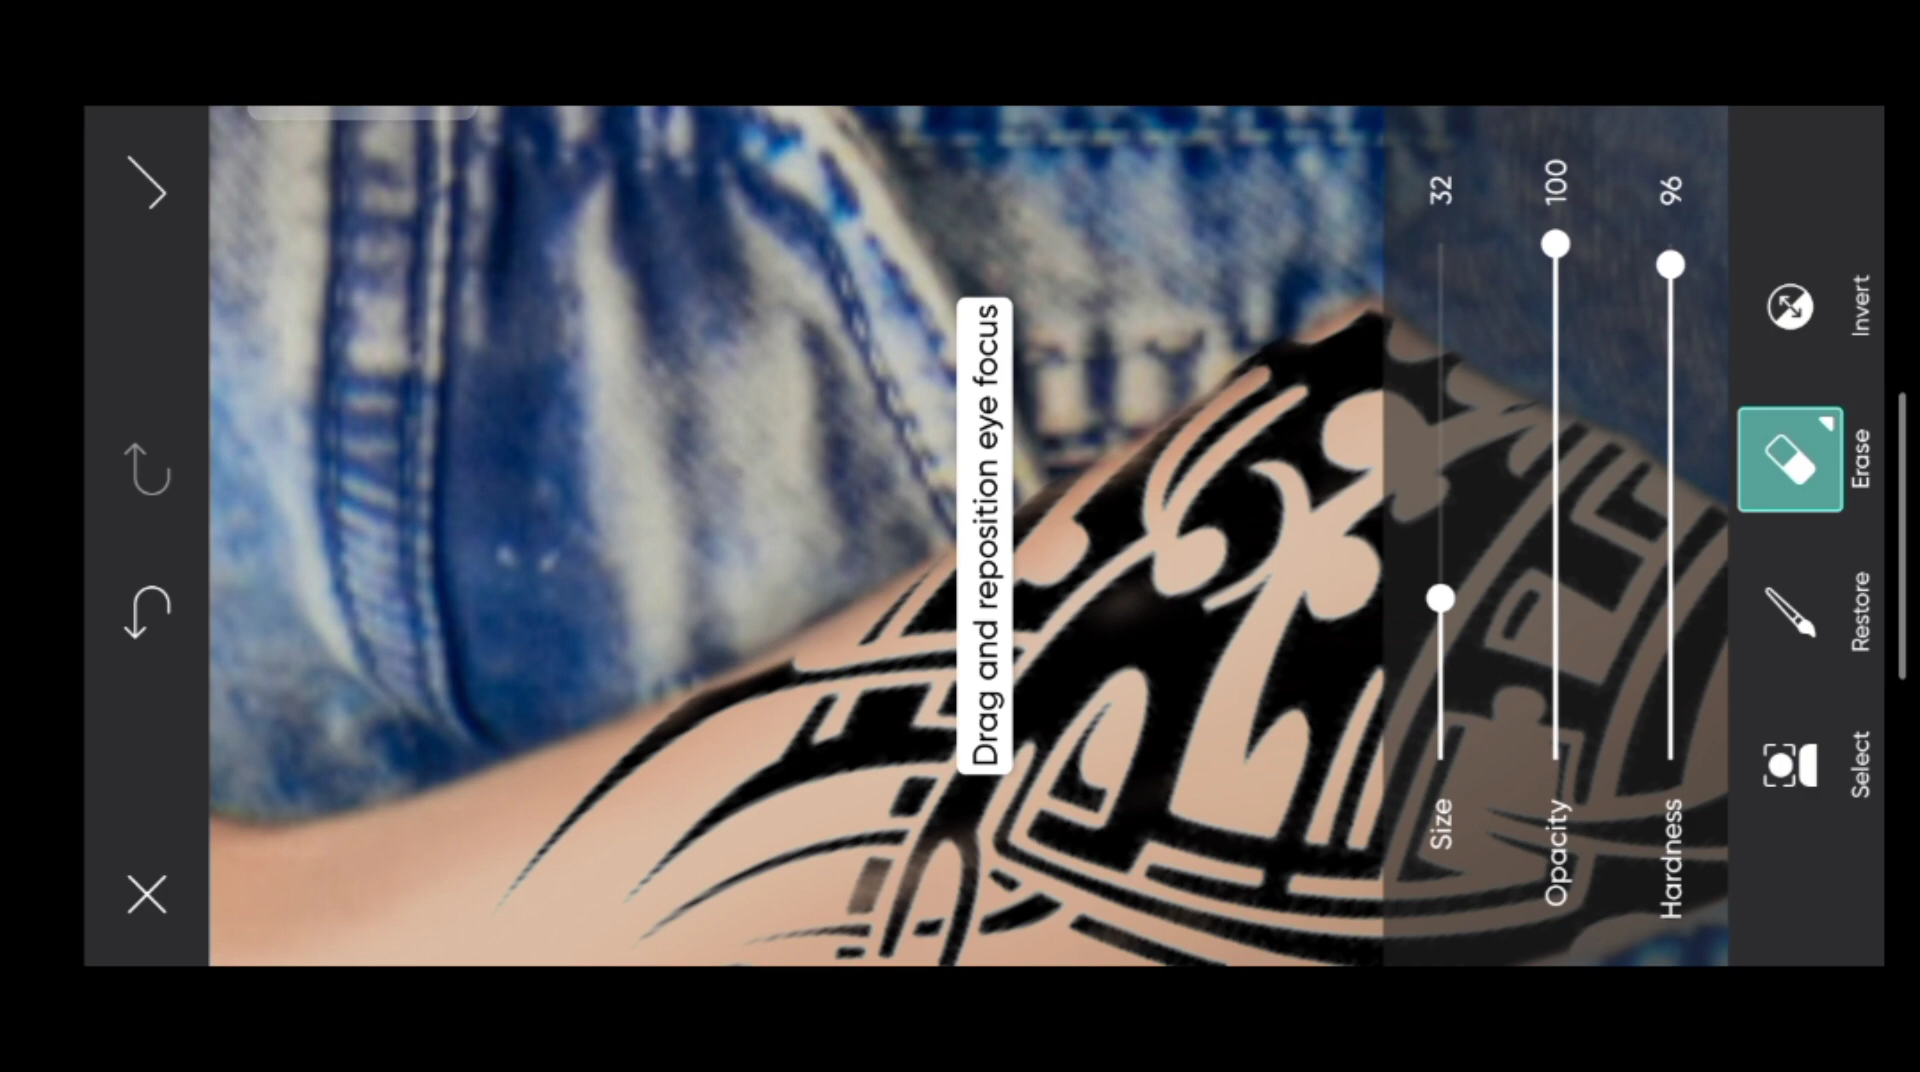 Drag and reposition eye focus
Size 32
Opacity 100
Hardness 96
Select
Restore
Erase
Invert